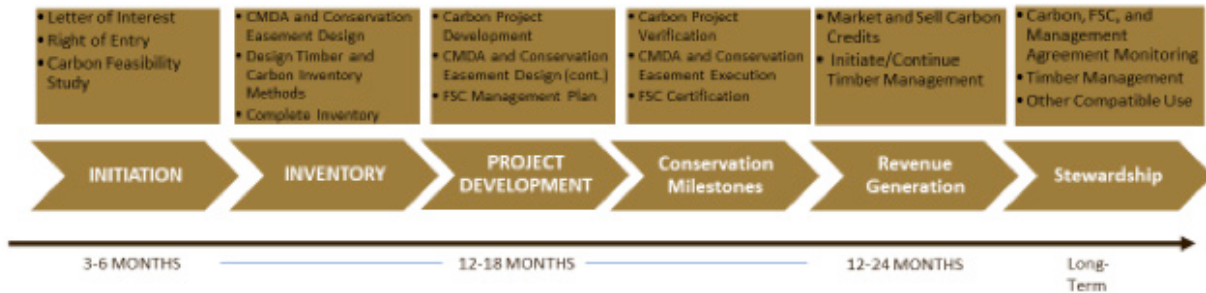 • Letter of Interest
• Right of Entry
• Carbon Feasibility
Study
• CMDA and Conservation
Easement Design
• Design Timber and
Carbon Inventory
Methods
• Complete Inventory
• Carbon Project
Development
• CMDA and Conservation
Easement Design (cont.)
• FSC Management Plan
• Carbon Project
Verification
• CMDA and Conservation
Easement Execution
• FSC Certification
• Market and Sell Carbon
Credits
• Initiate/Continue
Timber Management
• Carbon, FSC, and
Management
Agreement Monitoring
• Timber Management
• Other Compatible Use
INITIATION
INVENTORY
PROJECT
DEVELOPMENT
Conservation
Milestones
Revenue
Generation
Stewardship
3-6 MONTHS
12-18 MONTHS
12-24 MONTHS
Long-
Term